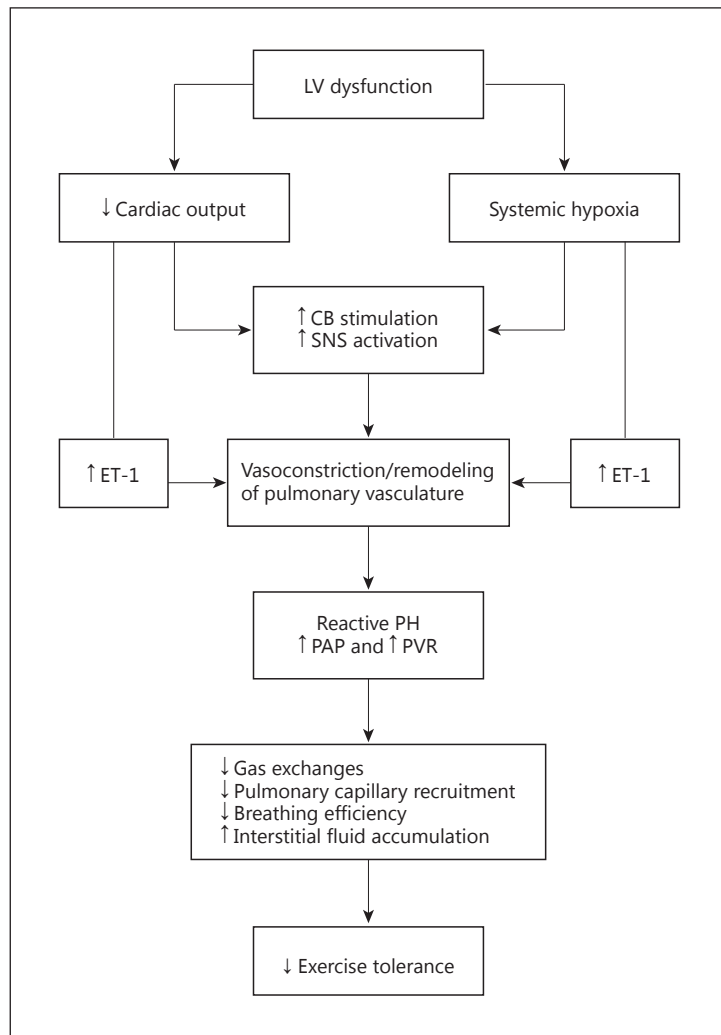 LV dysfunction
↓ Cardiac output
Systemic hypoxia
↑ CB stimulation
↑ SNS activation
↑ ET-1
Vasoconstriction/remodeling
of pulmonary vasculature
↑ ET-1
Reactive PH
↑ PAP and ↑ PVR
↓ Gas exchanges
↓ Pulmonary capillary recruitment
↓ Breathing efficiency
↑ Interstitial fluid accumulation
↓ Exercise tolerance